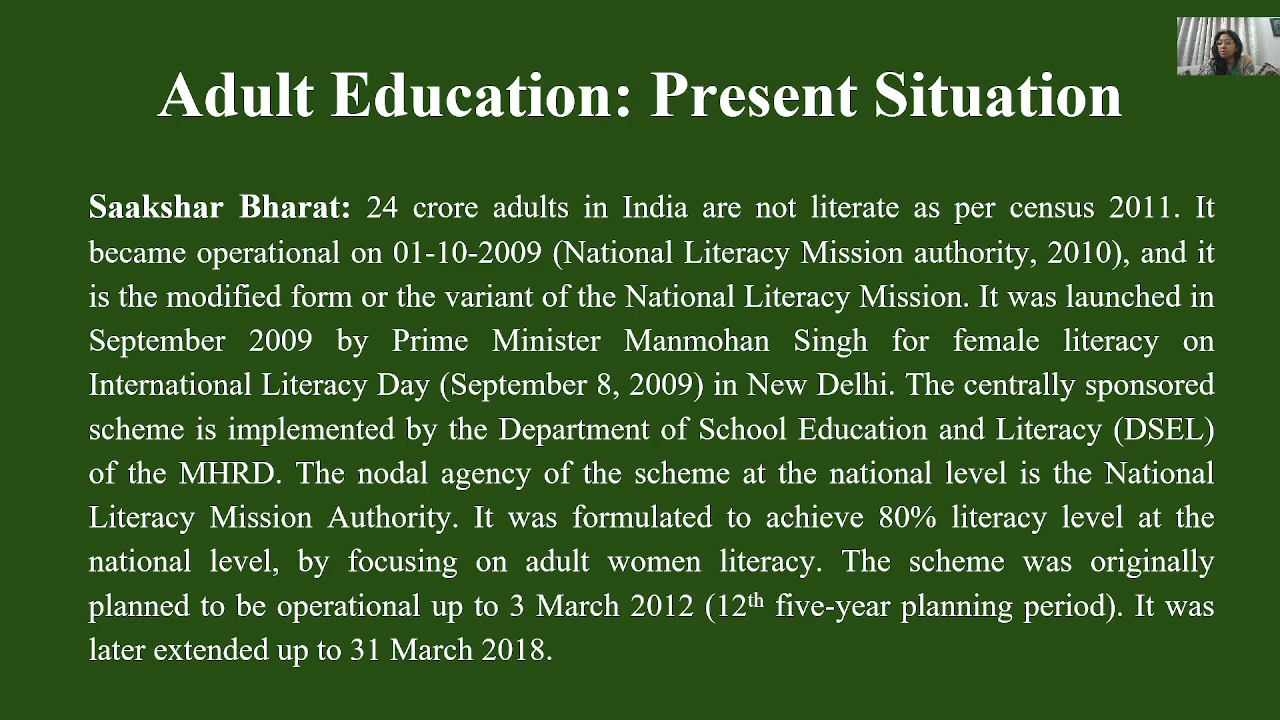 Adult Education: Present Situation
Saakshar Bharat: 24 crore adults in India are not literate as per census 2011. It
became operational on 01-10-2009 (National Literacy Mission authority, 2010), and it
is the modified form or the variant of the National Literacy Mission. It was launched in
September 2009 by Prime Minister Manmohan Singh for female literacy on
International Literacy Day (September 8, 2009) in New Delhi. The centrally sponsored
scheme is implemented by the Department of School Education and Literacy (DSEL)
of the MHRD. The nodal agency of the scheme at the national level is the National
Literacy Mission Authority. It was formulated to achieve 80% literacy level at the
national level, by focusing on adult women literacy. The scheme was originally
planned to be operational up to 3 March 2012 (12th five-year planning period). It was
later extended up to 31 March 2018.